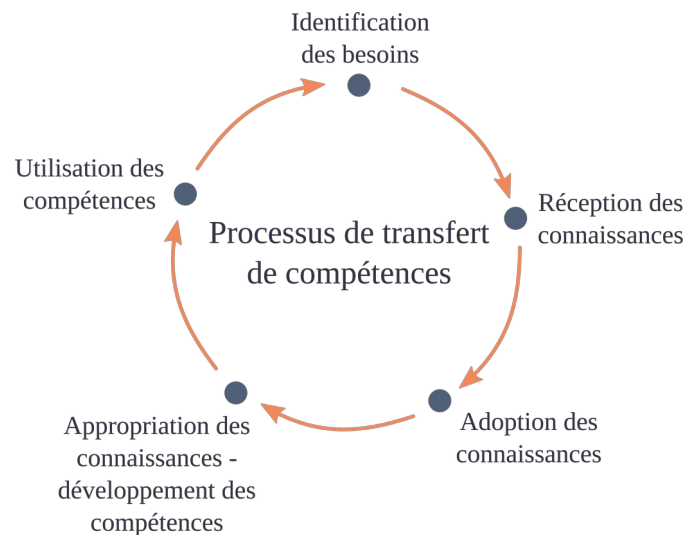 Identification
des besoins
Réception des
connaissances
Adoption des
connaissances
Appropriation des
connaissances -
développement des
compétences
Utilisation des
compétences
Processus de transfert
de compétences